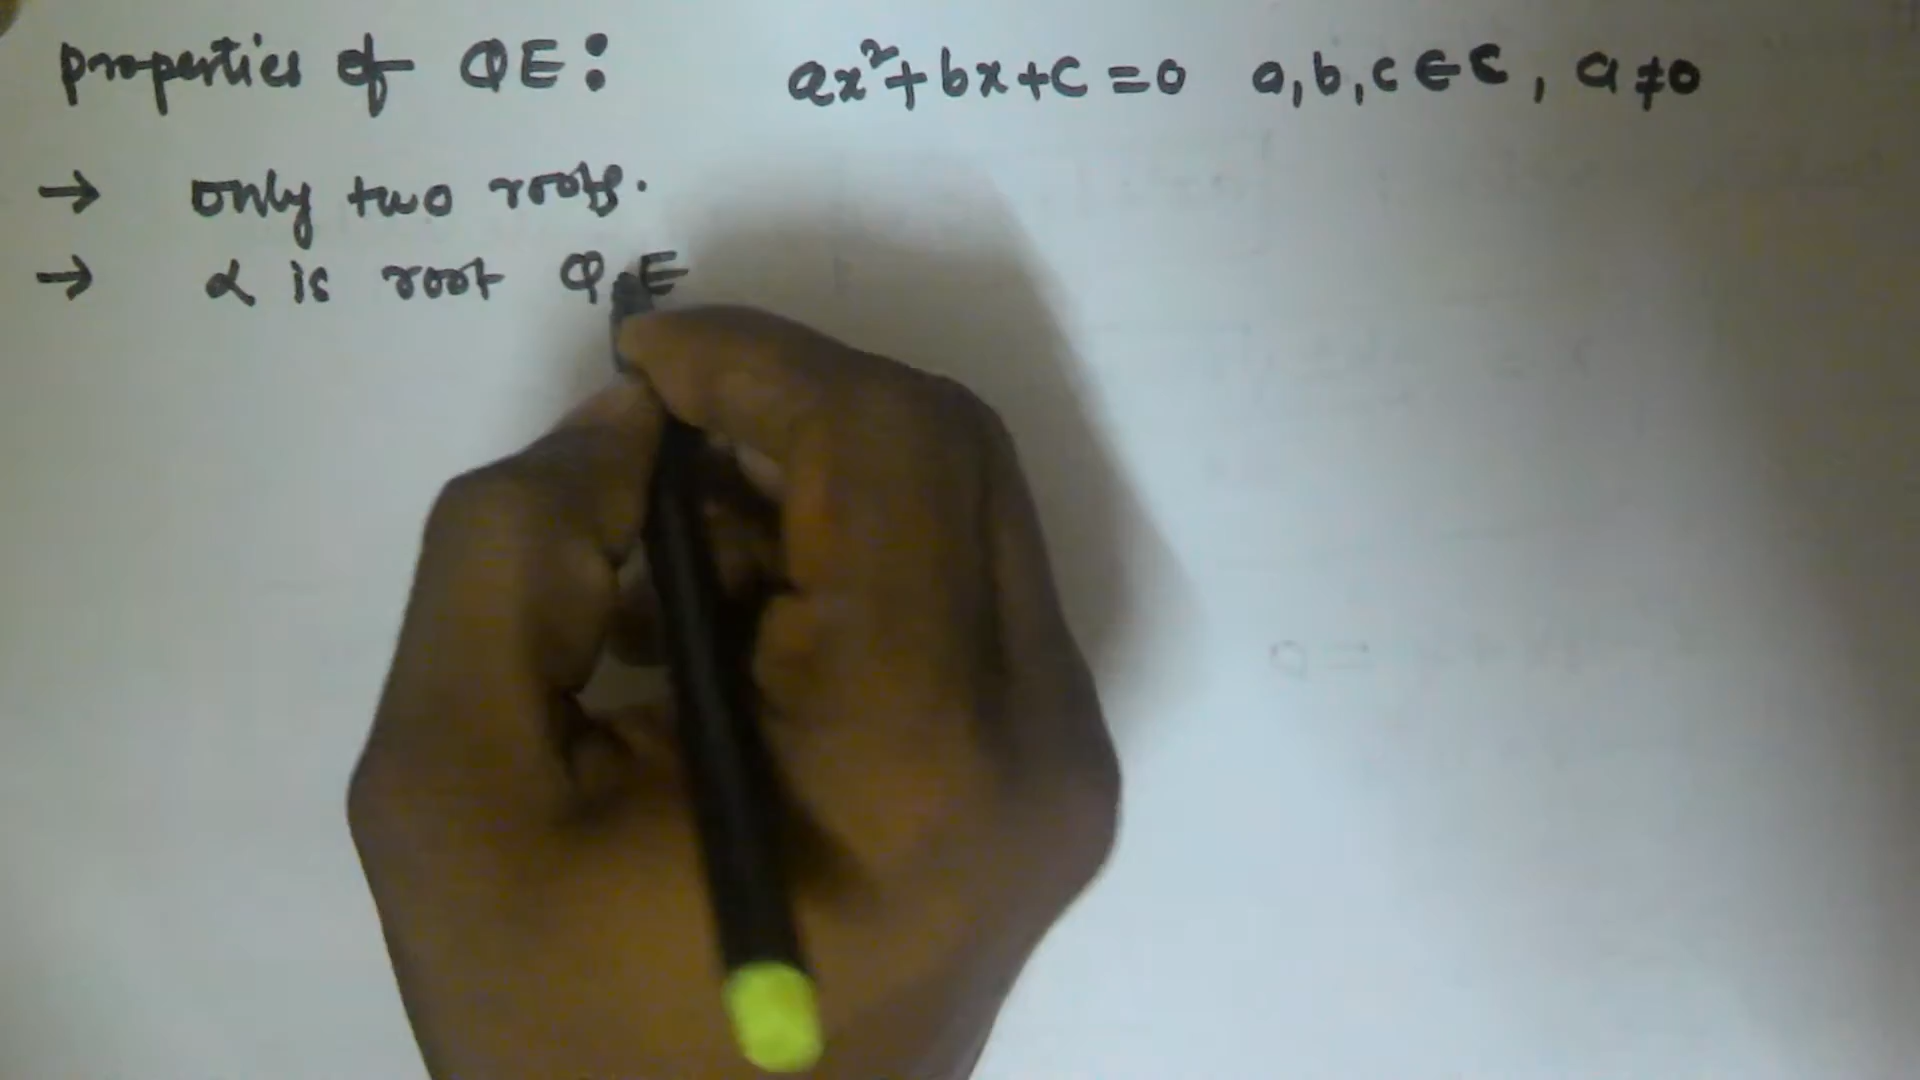 properties of QE: ax²+bx+c=0 a,b,c∈C, a≠0
→ only two roots.
→ α is root Q.E